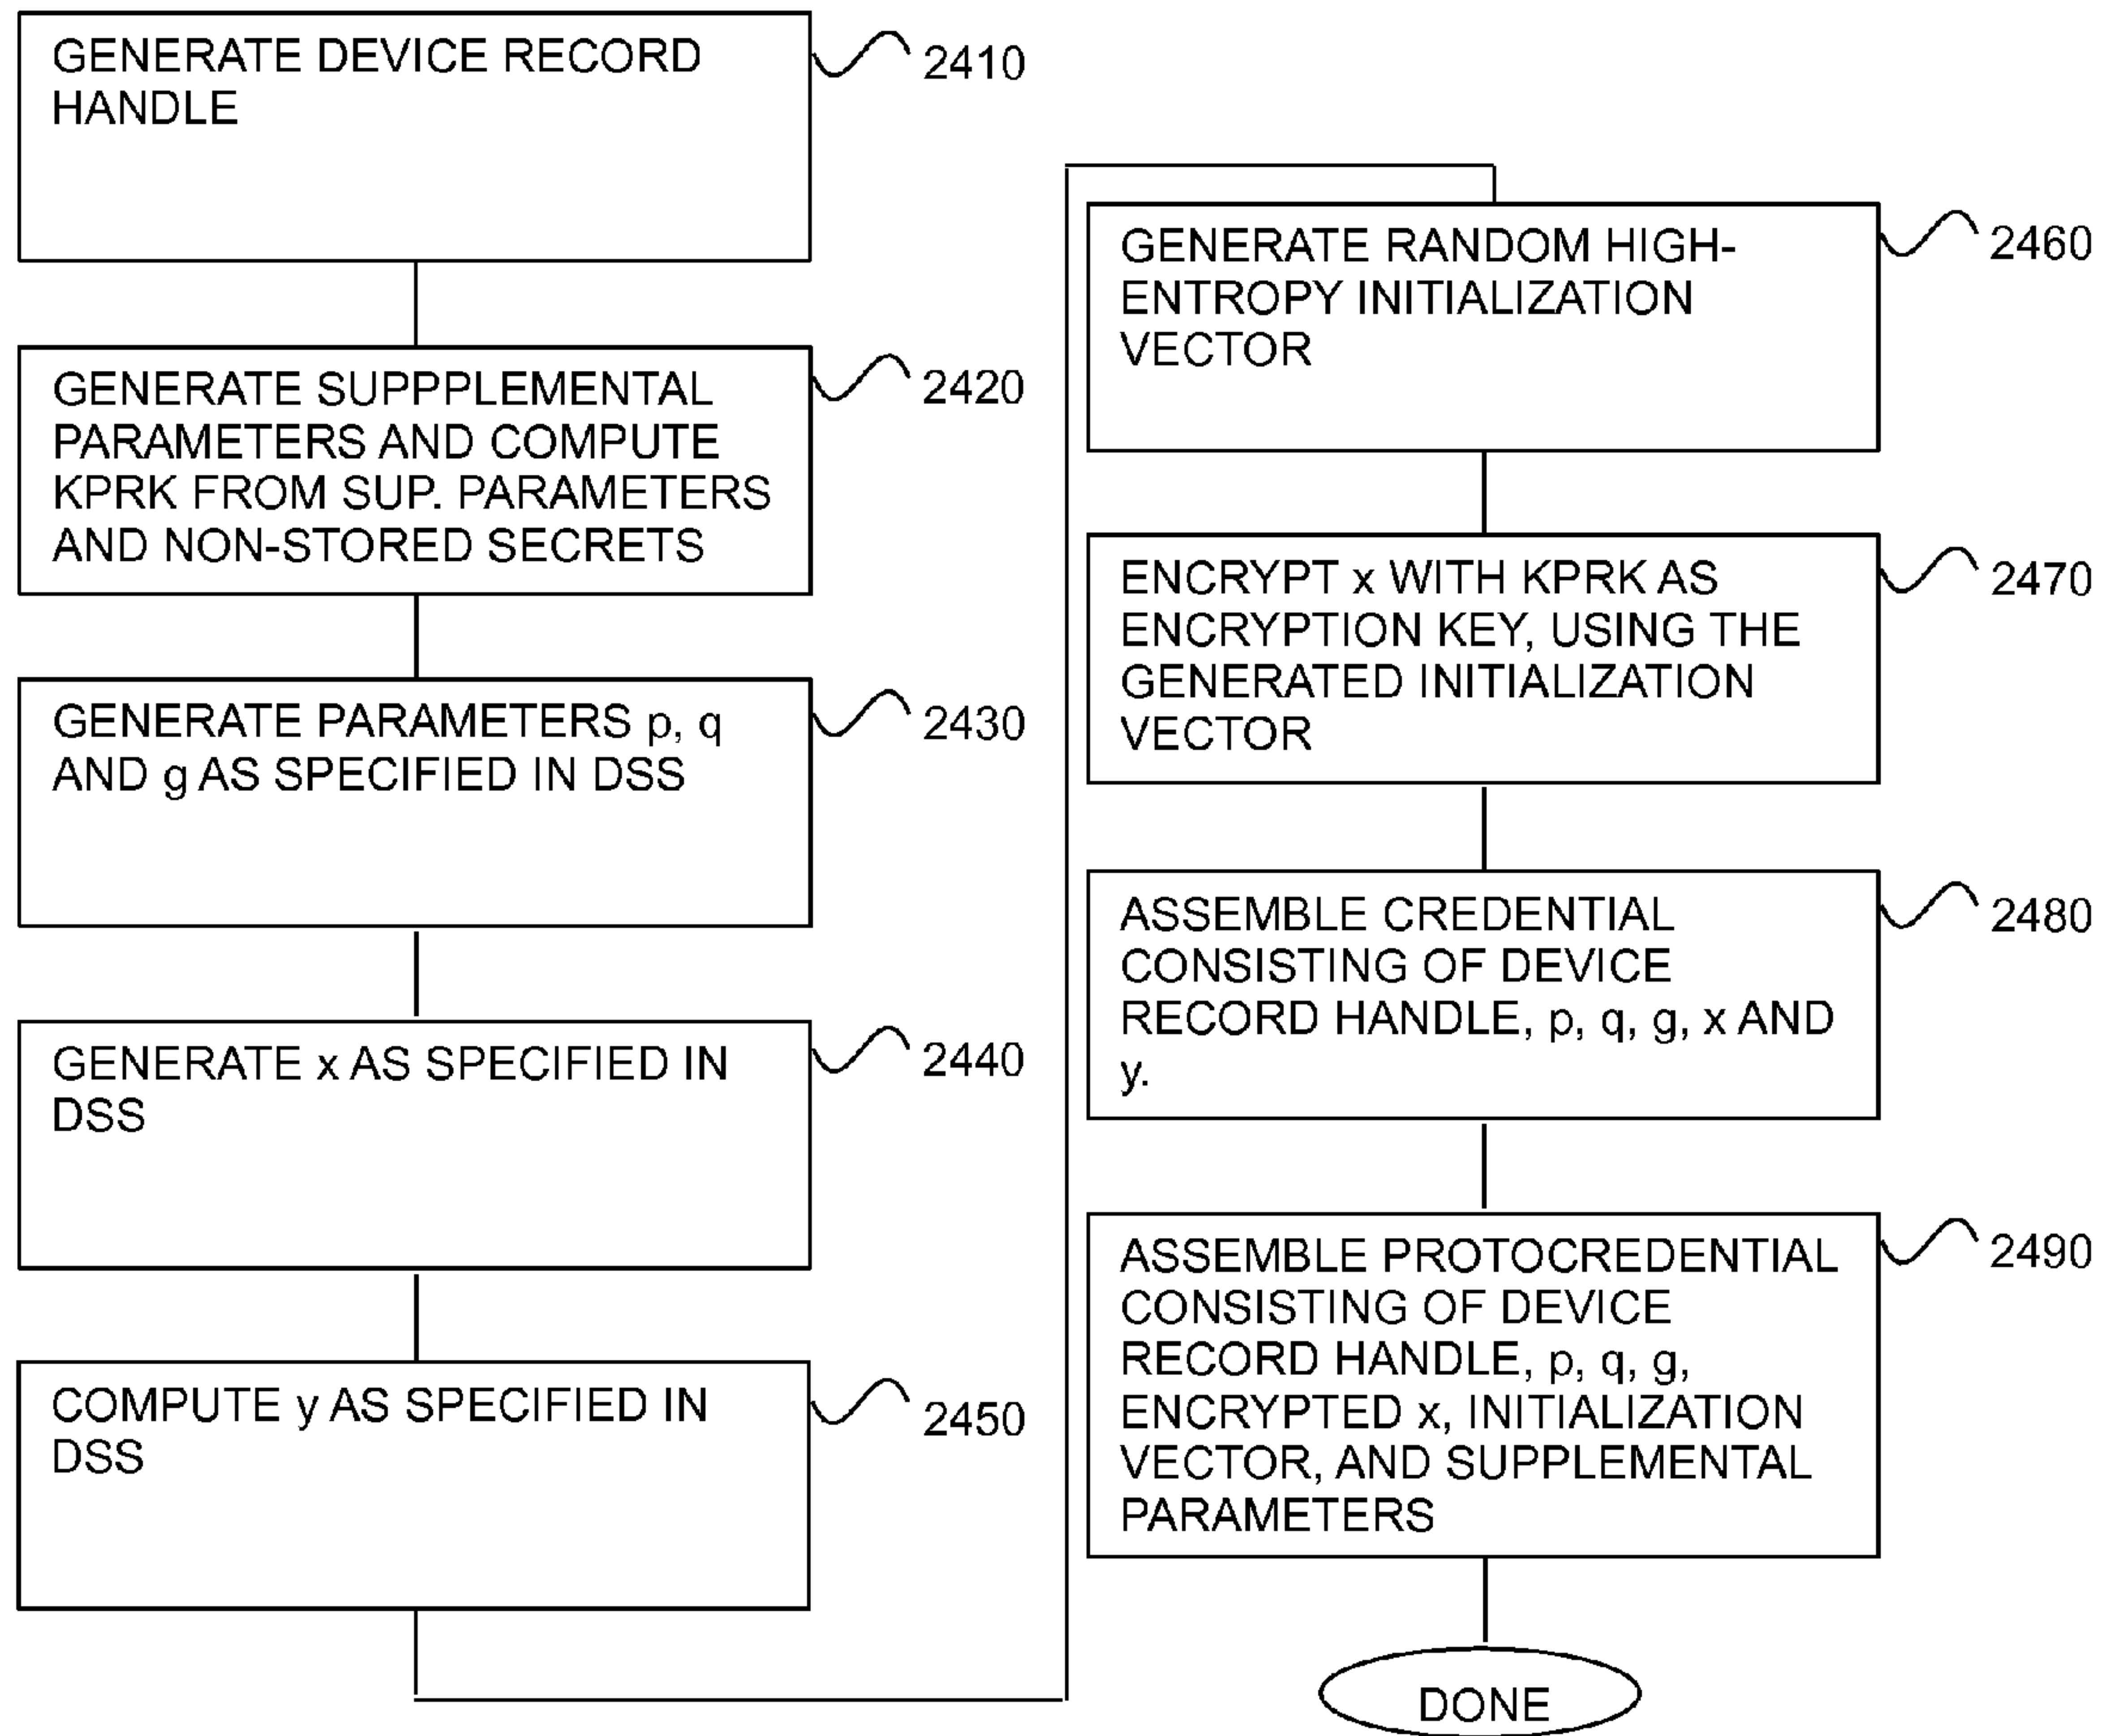 GENERATE DEVICE RECORD
HANDLE
2410
GENERATE SUPPPLEMENTAL
PARAMETERS AND COMPUTE
KPRK FROM SUP. PARAMETERS
AND NON-STORED SECRETS
2420
GENERATE PARAMETERS p, q
AND g AS SPECIFIED IN DSS
2430
GENERATE x AS SPECIFIED IN
DSS
2440
COMPUTE y AS SPECIFIED IN
DSS
2450
GENERATE RANDOM HIGH-
ENTROPY INITIALIZATION
VECTOR
2460
ENCRYPT x WITH KPRK AS
ENCRYPTION KEY, USING THE
GENERATED INITIALIZATION
VECTOR
2470
ASSEMBLE CREDENTIAL
CONSISTING OF DEVICE
RECORD HANDLE, p, q, g, x AND
y.
2480
ASSEMBLE PROTOCREDENTIAL
CONSISTING OF DEVICE
RECORD HANDLE, p, q, g,
ENCRYPTED x, INITIALIZATION
VECTOR, AND SUPPLEMENTAL
PARAMETERS
2490
DONE